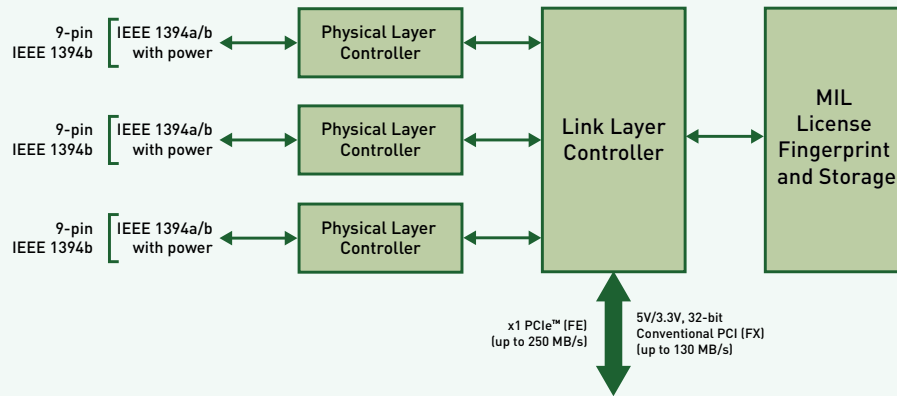 9-pin
IEEE 1394b
IEEE 1394a/b
with power
Physical Layer
Controller
9-pin
IEEE 1394b
IEEE 1394a/b
with power
Physical Layer
Controller
9-pin
IEEE 1394b
IEEE 1394a/b
with power
Physical Layer
Controller
Link Layer
Controller
MIL
License
Fingerprint
and Storage
x1 PCIe™ (FE)
(up to 250 MB/s)
5V/3.3V, 32-bit
Conventional PCI (FX)
(up to 130 MB/s)